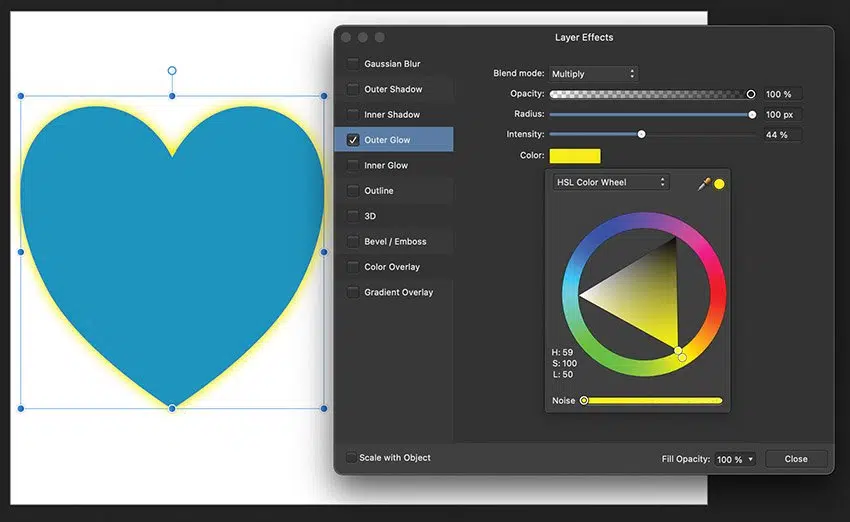 Layer Effects
Gaussian Blur
Outer Shadow
Inner Shadow
Outer Glow
Inner Glow
Outline
3D
Bevel / Emboss
Color Overlay
Gradient Overlay
Blend mode: Multiply
Opacity: 100 %
Radius: 100 px
Intensity: 44 %
Color:
HSL Color Wheel
H: 59
S: 100
L: 50
Noise
Scale with Object
Fill Opacity: 100 %
Close